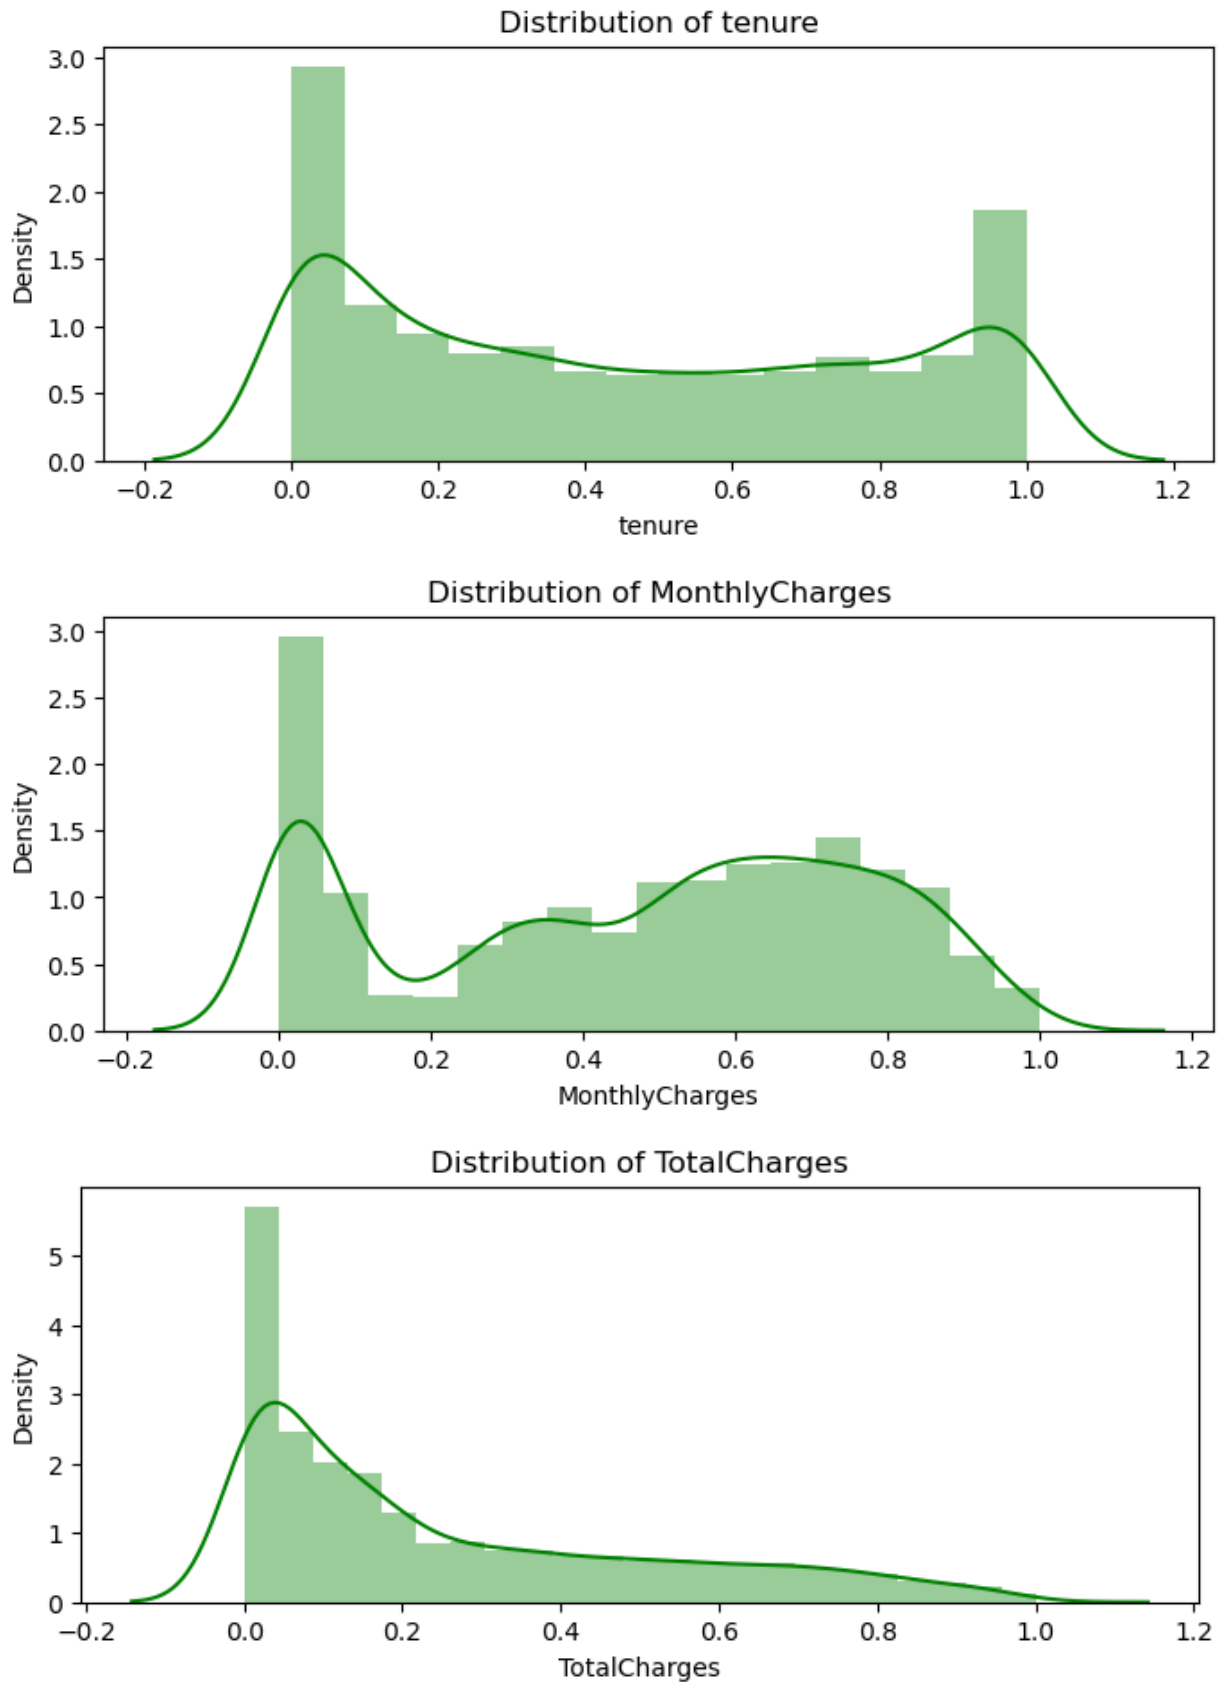 Distribution of tenure
3.0
2.5
2.0
1.5
1.0
0.5
0.0
Density
−0.2 0.0 0.2 0.4 0.6 0.8 1.0 1.2
tenure
Distribution of MonthlyCharges
3.0
2.5
2.0
1.5
1.0
0.5
0.0
Density
−0.2 0.0 0.2 0.4 0.6 0.8 1.0 1.2
MonthlyCharges
Distribution of TotalCharges
5
4
3
2
1
0
Density
−0.2 0.0 0.2 0.4 0.6 0.8 1.0 1.2
TotalCharges